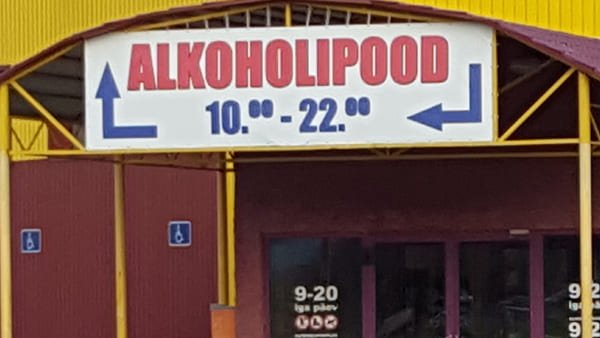 ALKOHOLIPOOD
10.00 - 22.00
9-20
iga päev